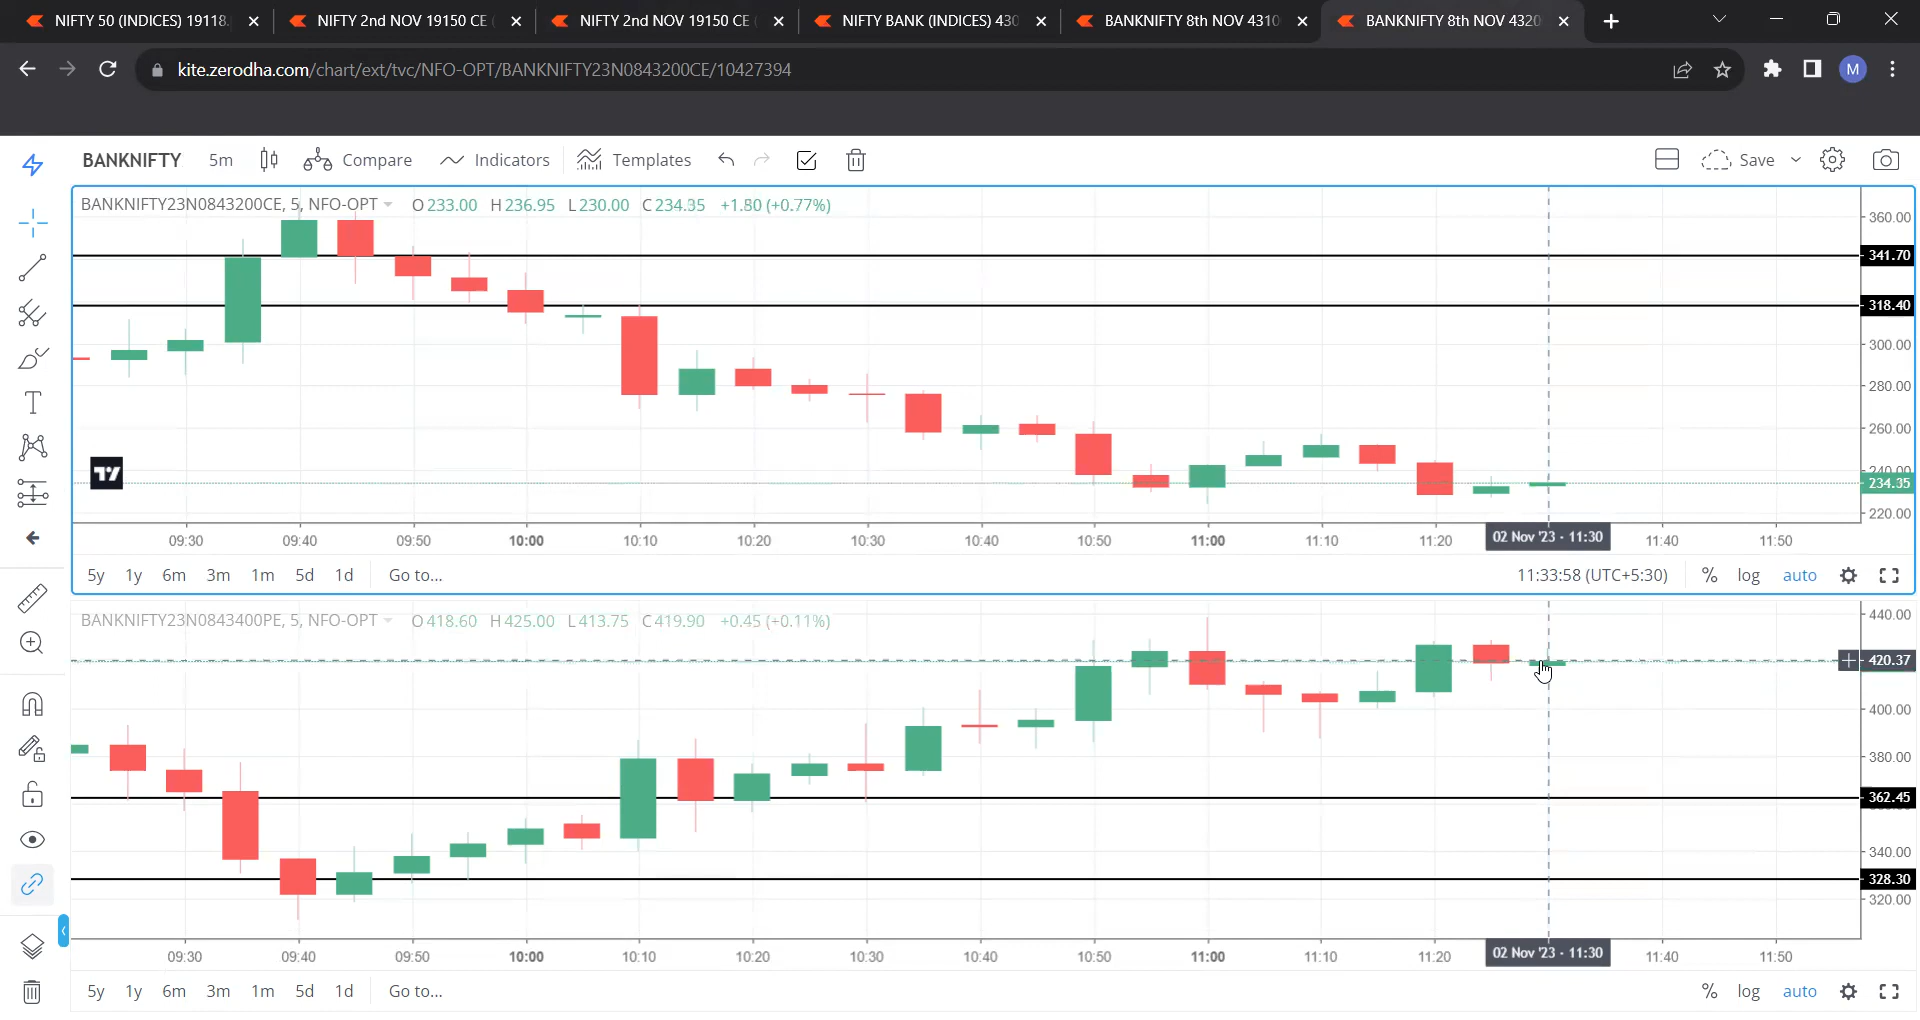 NIFTY 50 (INDICES) 19118.
NIFTY 2nd NOV 19150 CE
NIFTY 2nd NOV 19150 CE
NIFTY BANK (INDICES) 430
BANKNIFTY 8th NOV 4310
BANKNIFTY 8th NOV 4320
kite.zerodha.com/chart/ext/tvc/NFO-OPT/BANKNIFTY23N0843200CE/10427394
M
BANKNIFTY 5m Compare Indicators Templates Save
BANKNIFTY23N0843200CE, 5, NFO-OPT O233.00 H236.95 L230.00 C234.35 +1.80 (+0.77%)
360.00
341.70
318.40
300.00
280.00
260.00
240.00
234.35
220.00
09:30 09:40 09:50 10:00 10:10 10:20 10:30 10:40 10:50 11:00 11:10 11:20 02 Nov '23 · 11:30 11:40 11:50
5y 1y 6m 3m 1m 5d 1d Go to... 11:33:58 (UTC+5:30) % log auto
BANKNIFTY23N0843400PE, 5, NFO-OPT O418.60 H425.00 L413.75 C419.90 +0.45 (+0.11%)
440.00
420.37
400.00
380.00
362.45
340.00
328.30
320.00
09:30 09:40 09:50 10:00 10:10 10:20 10:30 10:40 10:50 11:00 11:10 11:20 02 Nov '23 · 11:30 11:40 11:50
5y 1y 6m 3m 1m 5d 1d Go to... % log auto